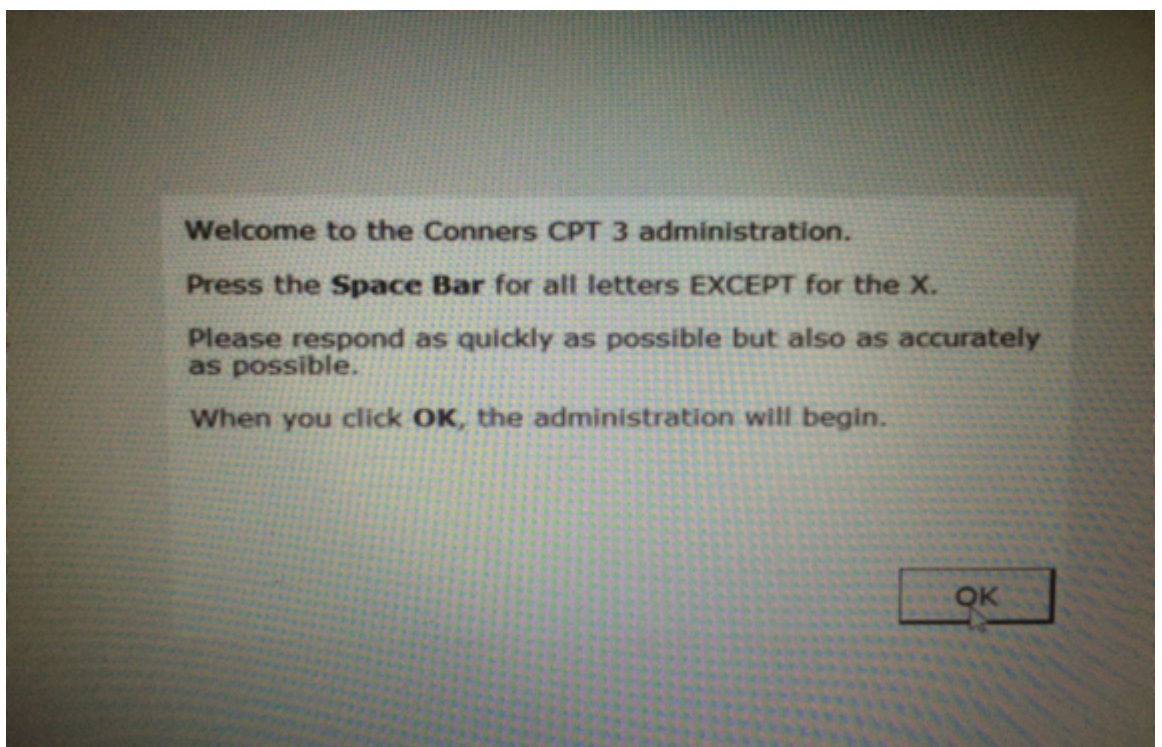 Welcome to the Conners CPT 3 administration.
Press the Space Bar for all letters EXCEPT for the X.
Please respond as quickly as possible but also as accurately
as possible.
When you click OK, the administration will begin.
OK